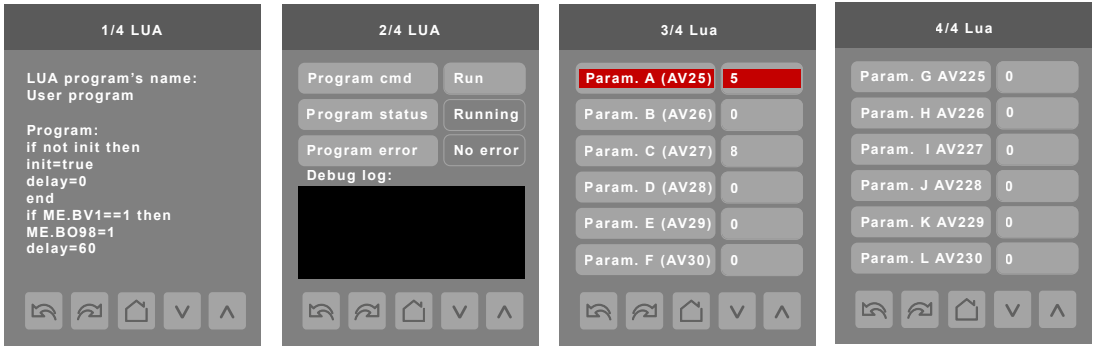 1/4 LUA
LUA program's name:
User program
Program:
if not init then
init=true
delay=0
end
if ME.BV1==1 then
ME.BO98=1
delay=60
2/4 LUA
Program cmd Run
Program status Running
Program error No error
Debug log:
3/4 Lua
Param. A (AV25) 5
Param. B (AV26) 0
Param. C (AV27) 8
Param. D (AV28) 0
Param. E (AV29) 0
Param. F (AV30) 0
4/4 Lua
Param. G AV225 0
Param. H AV226 0
Param. I AV227 0
Param. J AV228 0
Param. K AV229 0
Param. L AV230 0